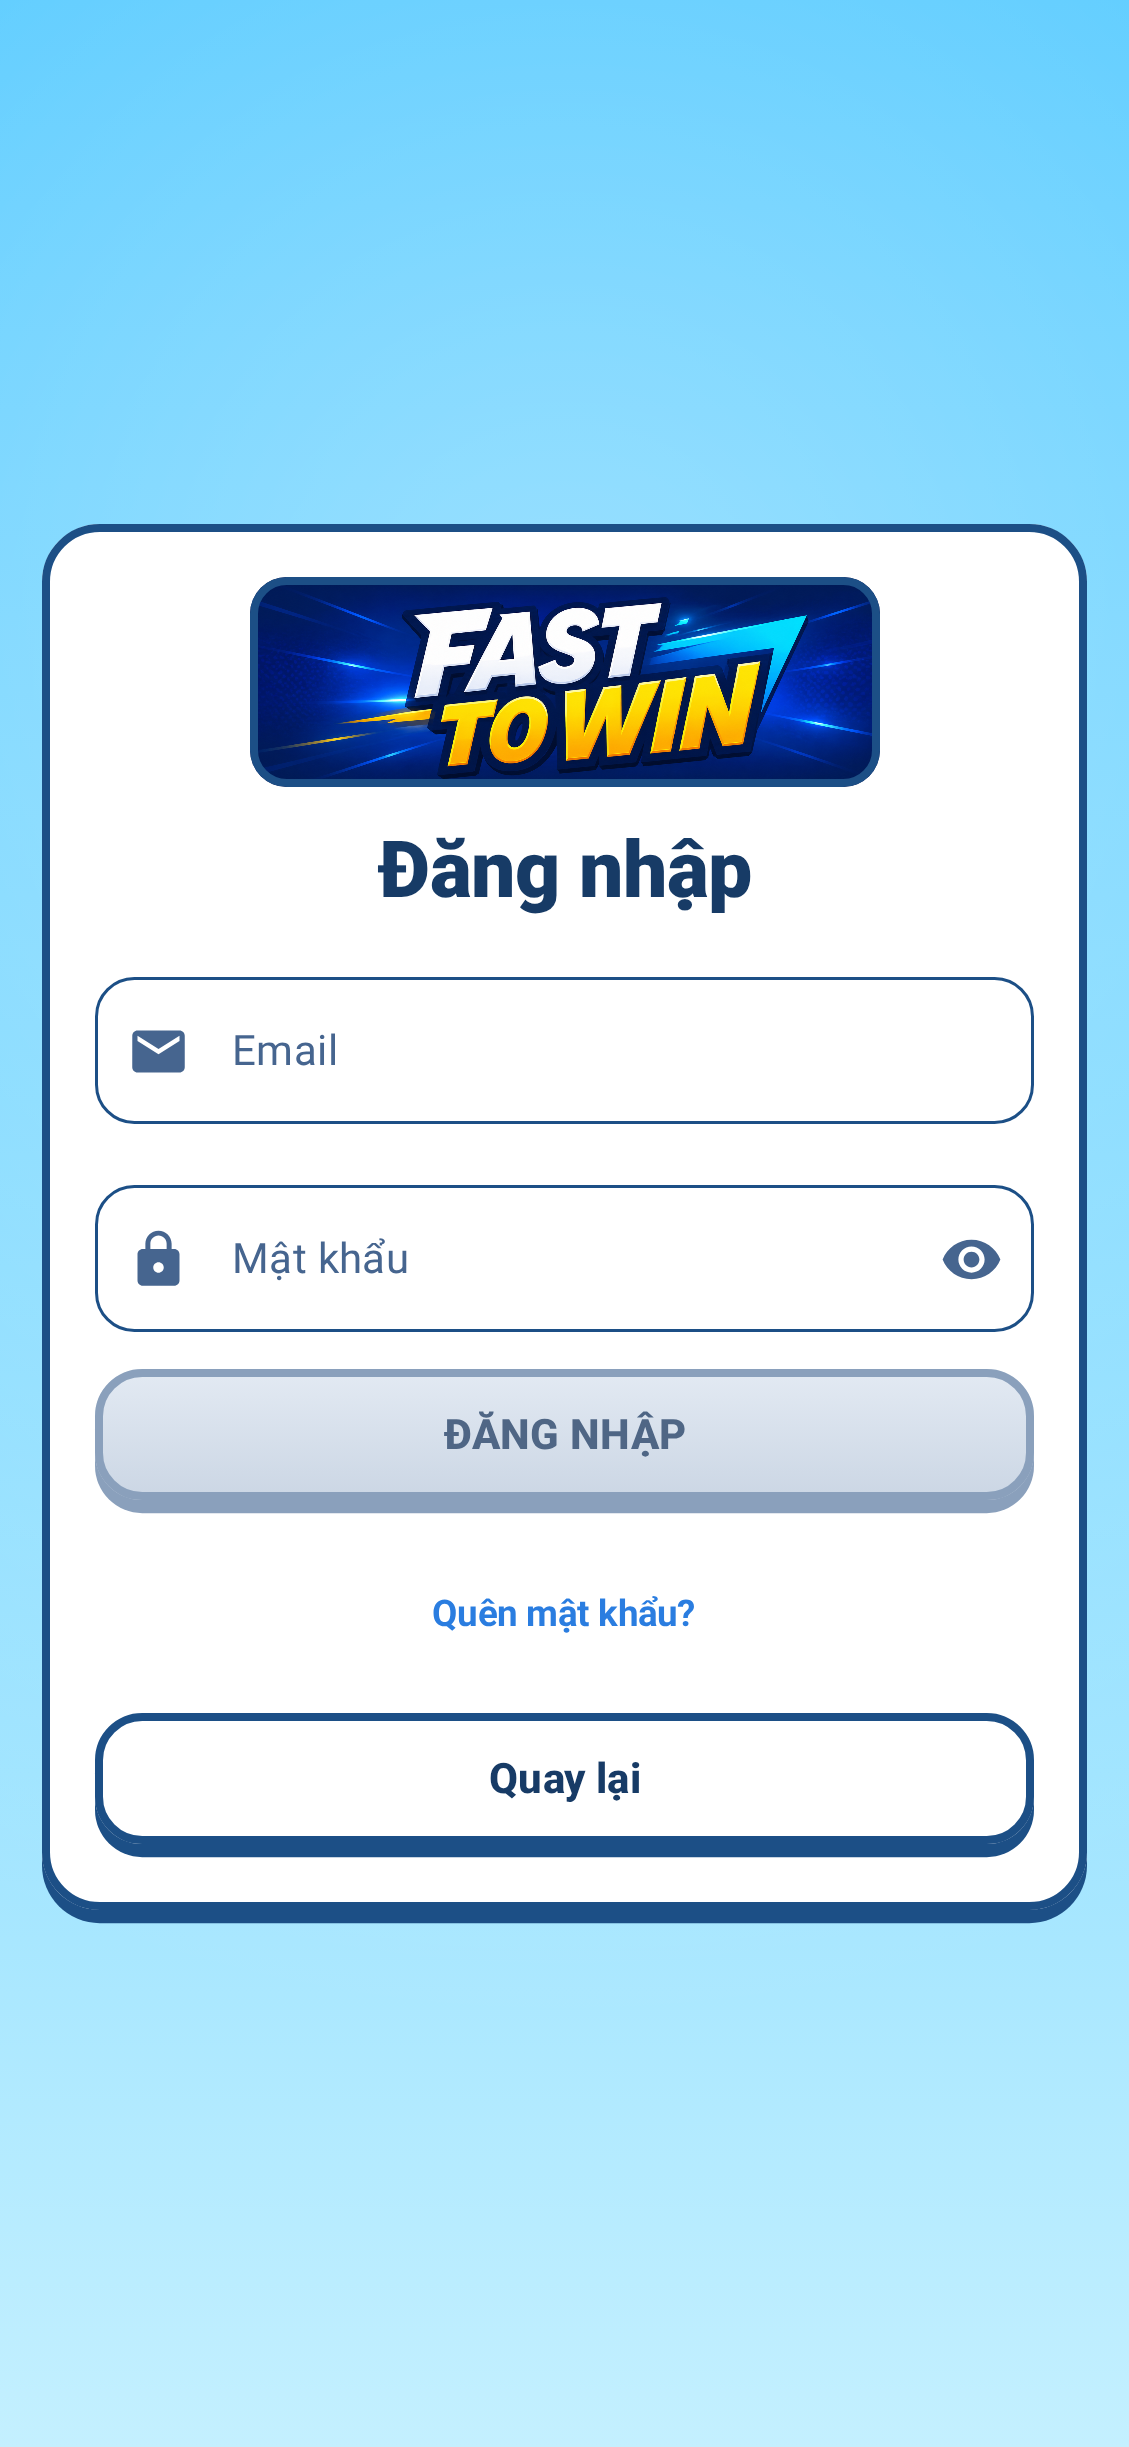 FAST
TO WIN
Đăng nhập
Email
Mật khẩu
ĐĂNG NHẬP
Quên mật khẩu?
Quay lại